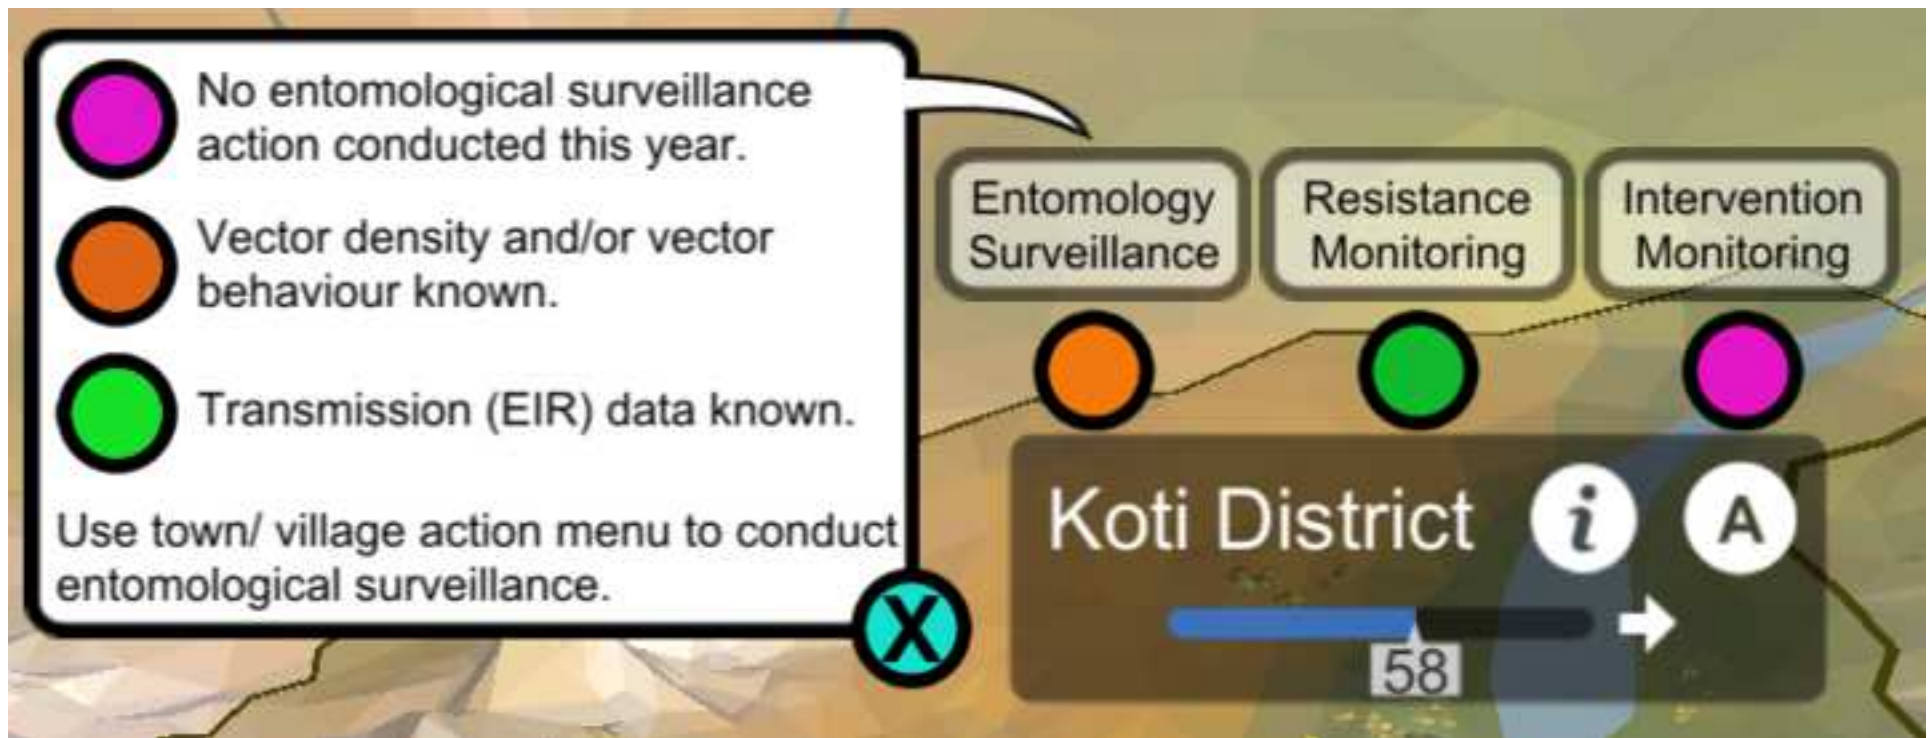 No entomological surveillance
action conducted this year.
Vector density and/or vector
behaviour known.
Transmission (EIR) data known.
Use town/ village action menu to conduct
entomological surveillance.
X
Entomology
Surveillance
Resistance
Monitoring
Intervention
Monitoring
Koti District
i
A
58